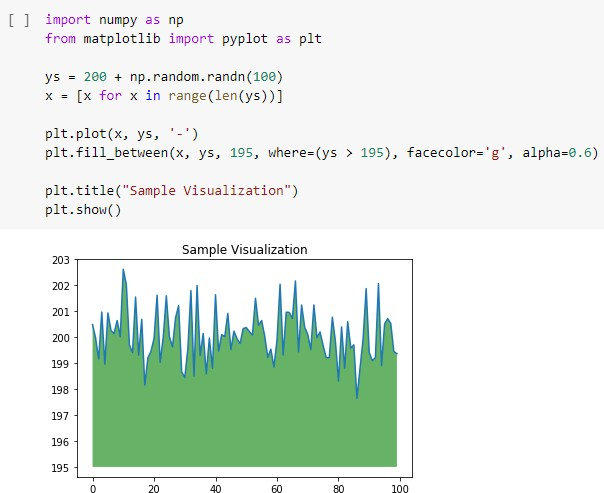 [ ] import numpy as np
from matplotlib import pyplot as plt
ys = 200 + np.random.randn(100)
x = [x for x in range(len(ys))]
plt.plot(x, ys, '-')
plt.fill_between(x, ys, 195, where=(ys > 195), facecolor='g', alpha=0.6)
plt.title("Sample Visualization")
plt.show()
Sample Visualization
203
202
201
200
199
198
197
196
195
0 20 40 60 80 100